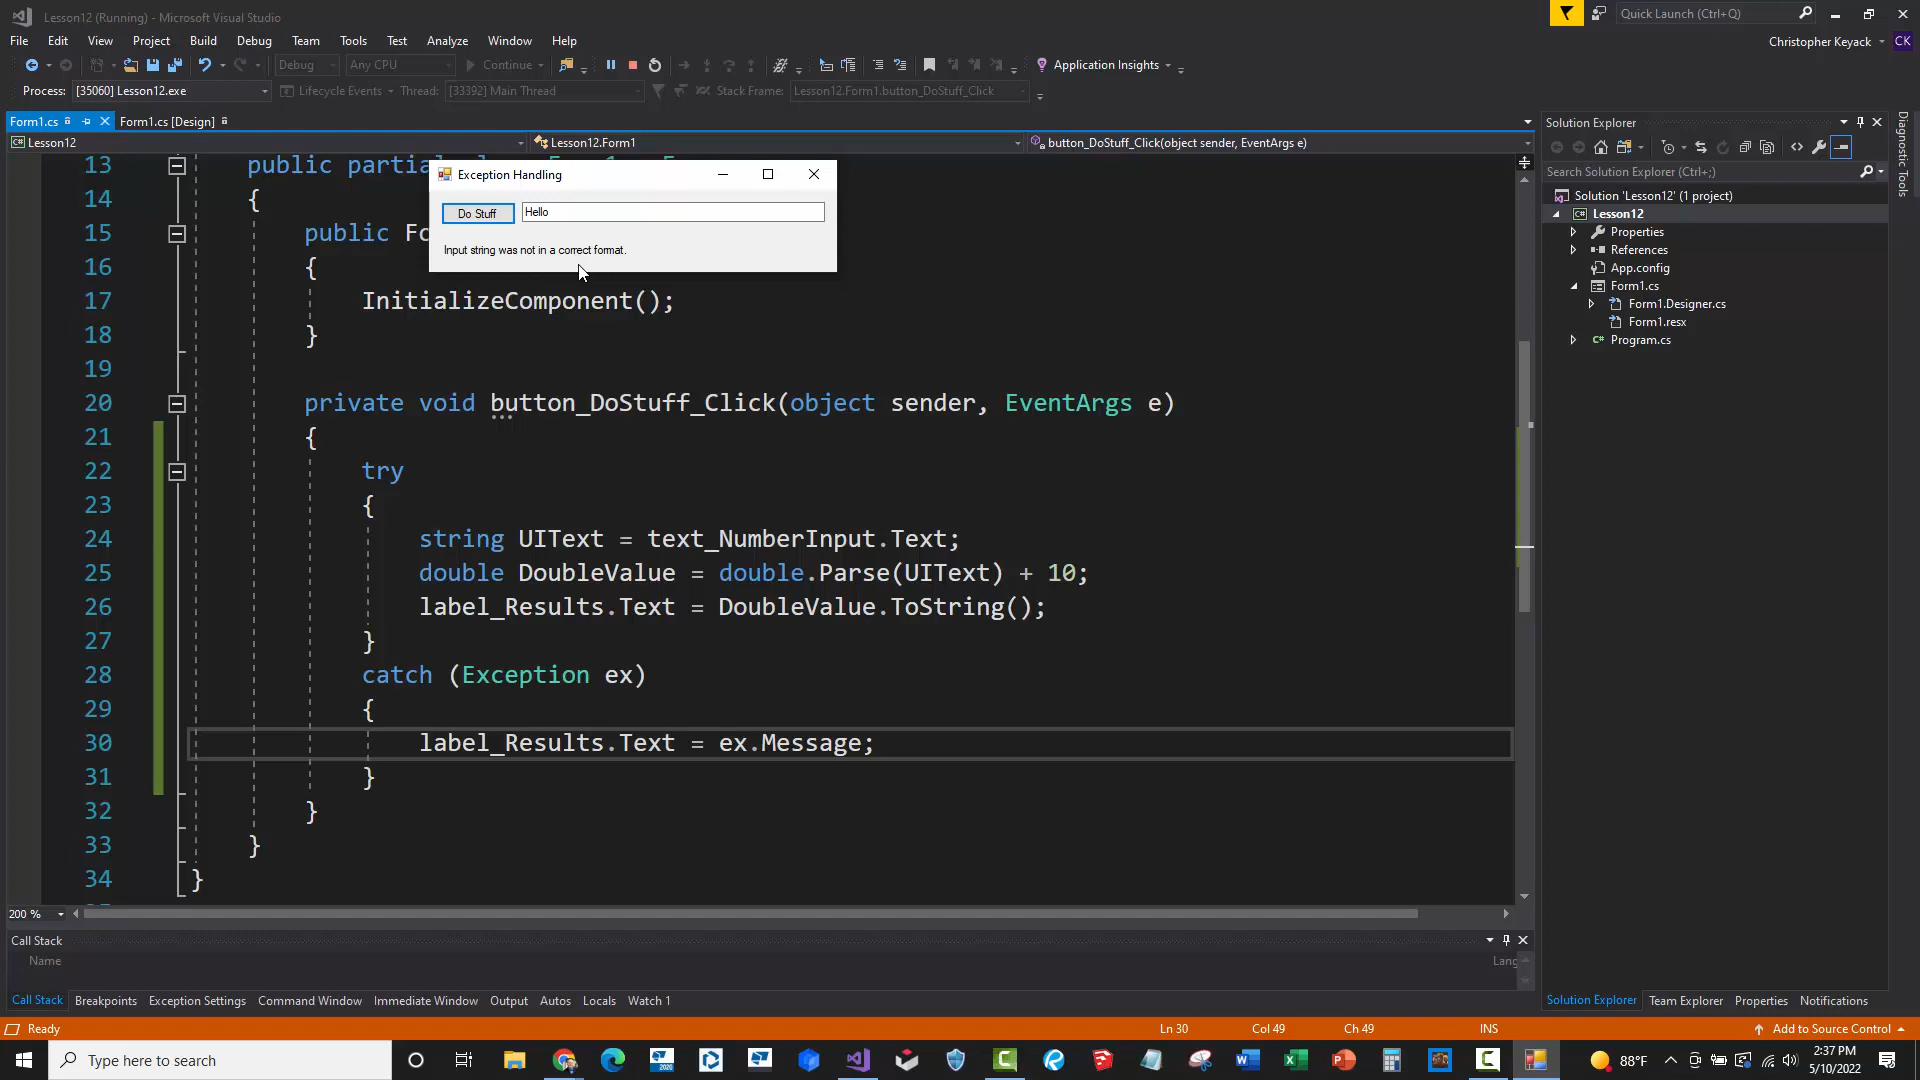 Lesson12 (Running) - Microsoft Visual Studio
Quick Launch (Ctrl+Q)
File Edit View Project Build Debug Team Tools Test Analyze Window Help
Christopher Keyack CK
Debug Any CPU Continue Application Insights
Process: [35060] Lesson12.exe Lifecycle Events Thread: [33392] Main Thread Stack Frame: Lesson12.Form1.button_DoStuff_Click
Form1.cs Form1.cs [Design]
Lesson12 Lesson12.Form1 button_DoStuff_Click(object sender, EventArgs e)
13 public partial
14 {
15 public Fo
16 {
17 InitializeComponent();
18 }
19
20 private void button_DoStuff_Click(object sender, EventArgs e)
21 {
22 try
23 {
24 string UIText = text_NumberInput.Text;
25 double DoubleValue = double.Parse(UIText) + 10;
26 label_Results.Text = DoubleValue.ToString();
27 }
28 catch (Exception ex)
29 {
30 label_Results.Text = ex.Message;
31 }
32 }
33 }
34 }
Exception Handling
Do Stuff Hello
Input string was not in a correct format.
200 %
Call Stack
Name Lang
Call Stack Breakpoints Exception Settings Command Window Immediate Window Output Autos Locals Watch 1
Solution Explorer
Search Solution Explorer (Ctrl+;)
Solution 'Lesson12' (1 project)
C# Lesson12
Properties
References
App.config
Form1.cs
Form1.Designer.cs
Form1.resx
C# Program.cs
Diagnostic Tools
Solution Explorer Team Explorer Properties Notifications
Ready Ln 30 Col 49 Ch 49 INS Add to Source Control
Type here to search
2020
88°F
2:37 PM
5/10/2022